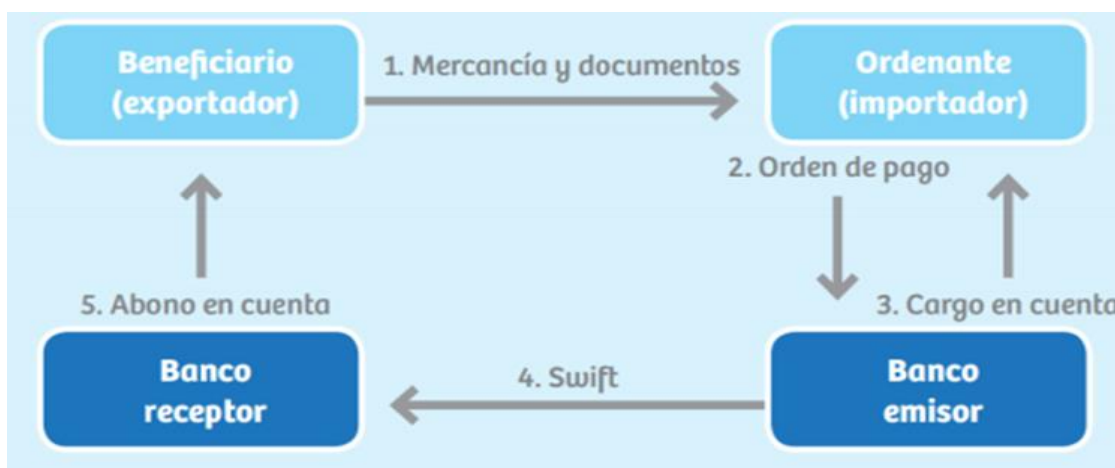 Beneficiario
(exportador)
1. Mercancía y documentos
Ordenante
(importador)
2. Orden de pago
5. Abono en cuenta
3. Cargo en cuenta
Banco
receptor
4. Swift
Banco
emisor